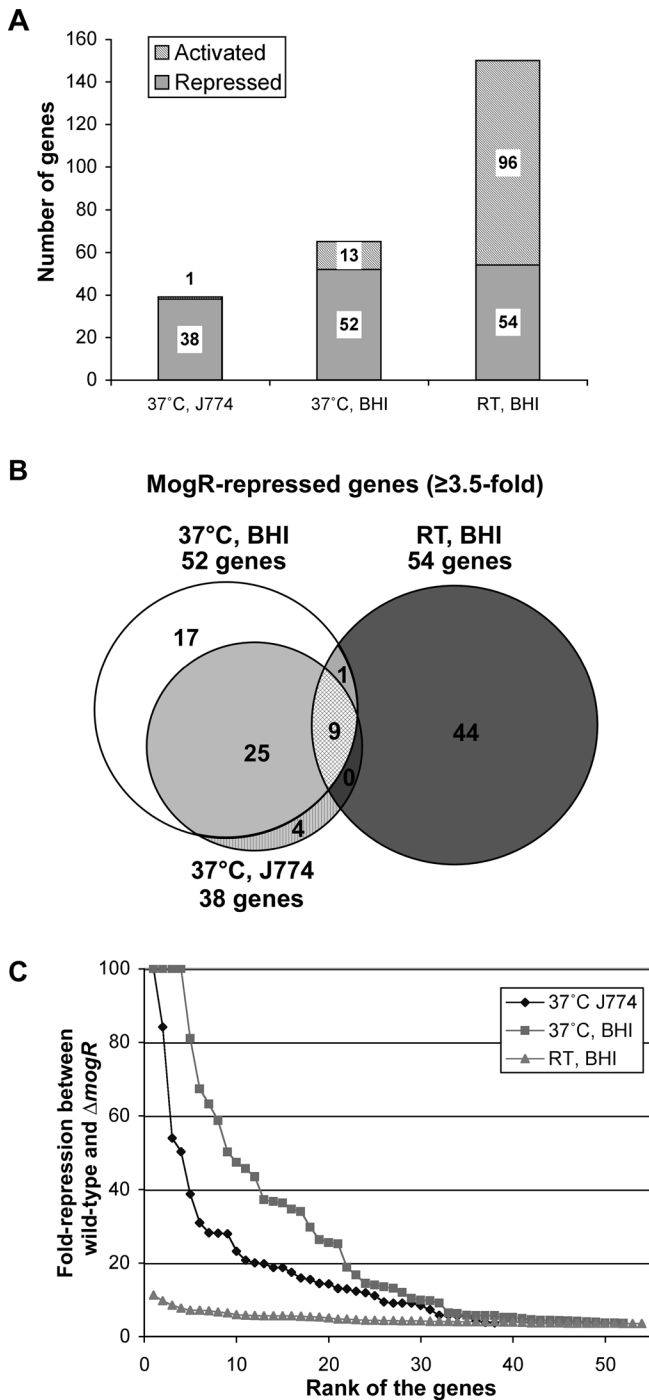 A
160
140
120
100
80
60
40
20
0
Number of genes
Activated
Repressed
1
38
13
52
96
54
37°C, J774
37°C, BHI
RT, BHI
B
MogR-repressed genes (≥3.5-fold)
37°C, BHI
52 genes
RT, BHI
54 genes
17
1
9
44
25
0
4
37°C, J774
38 genes
C
100
80
60
40
20
0
Fold-repression between
wild-type and ΔmogR
37°C J774
37°C, BHI
RT, BHI
0 10 20 30 40 50
Rank of the genes